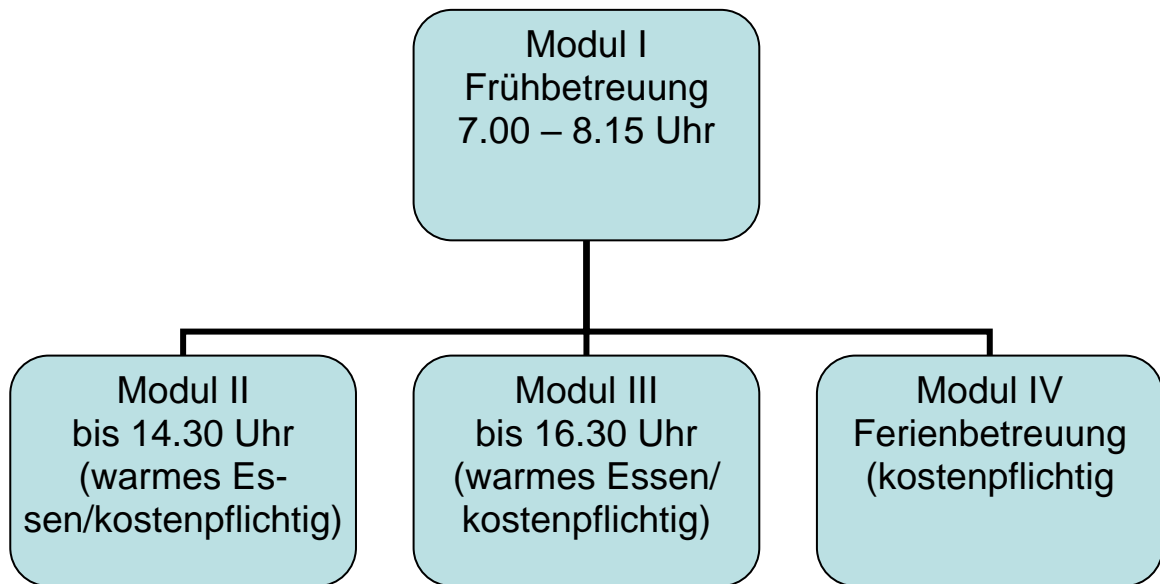 Modul I
Frühbetreuung
7.00 – 8.15 Uhr
Modul II
bis 14.30 Uhr
(warmes Es-
sen/kostenpflichtig)
Modul III
bis 16.30 Uhr
(warmes Essen/
kostenpflichtig)
Modul IV
Ferienbetreuung
(kostenpflichtig